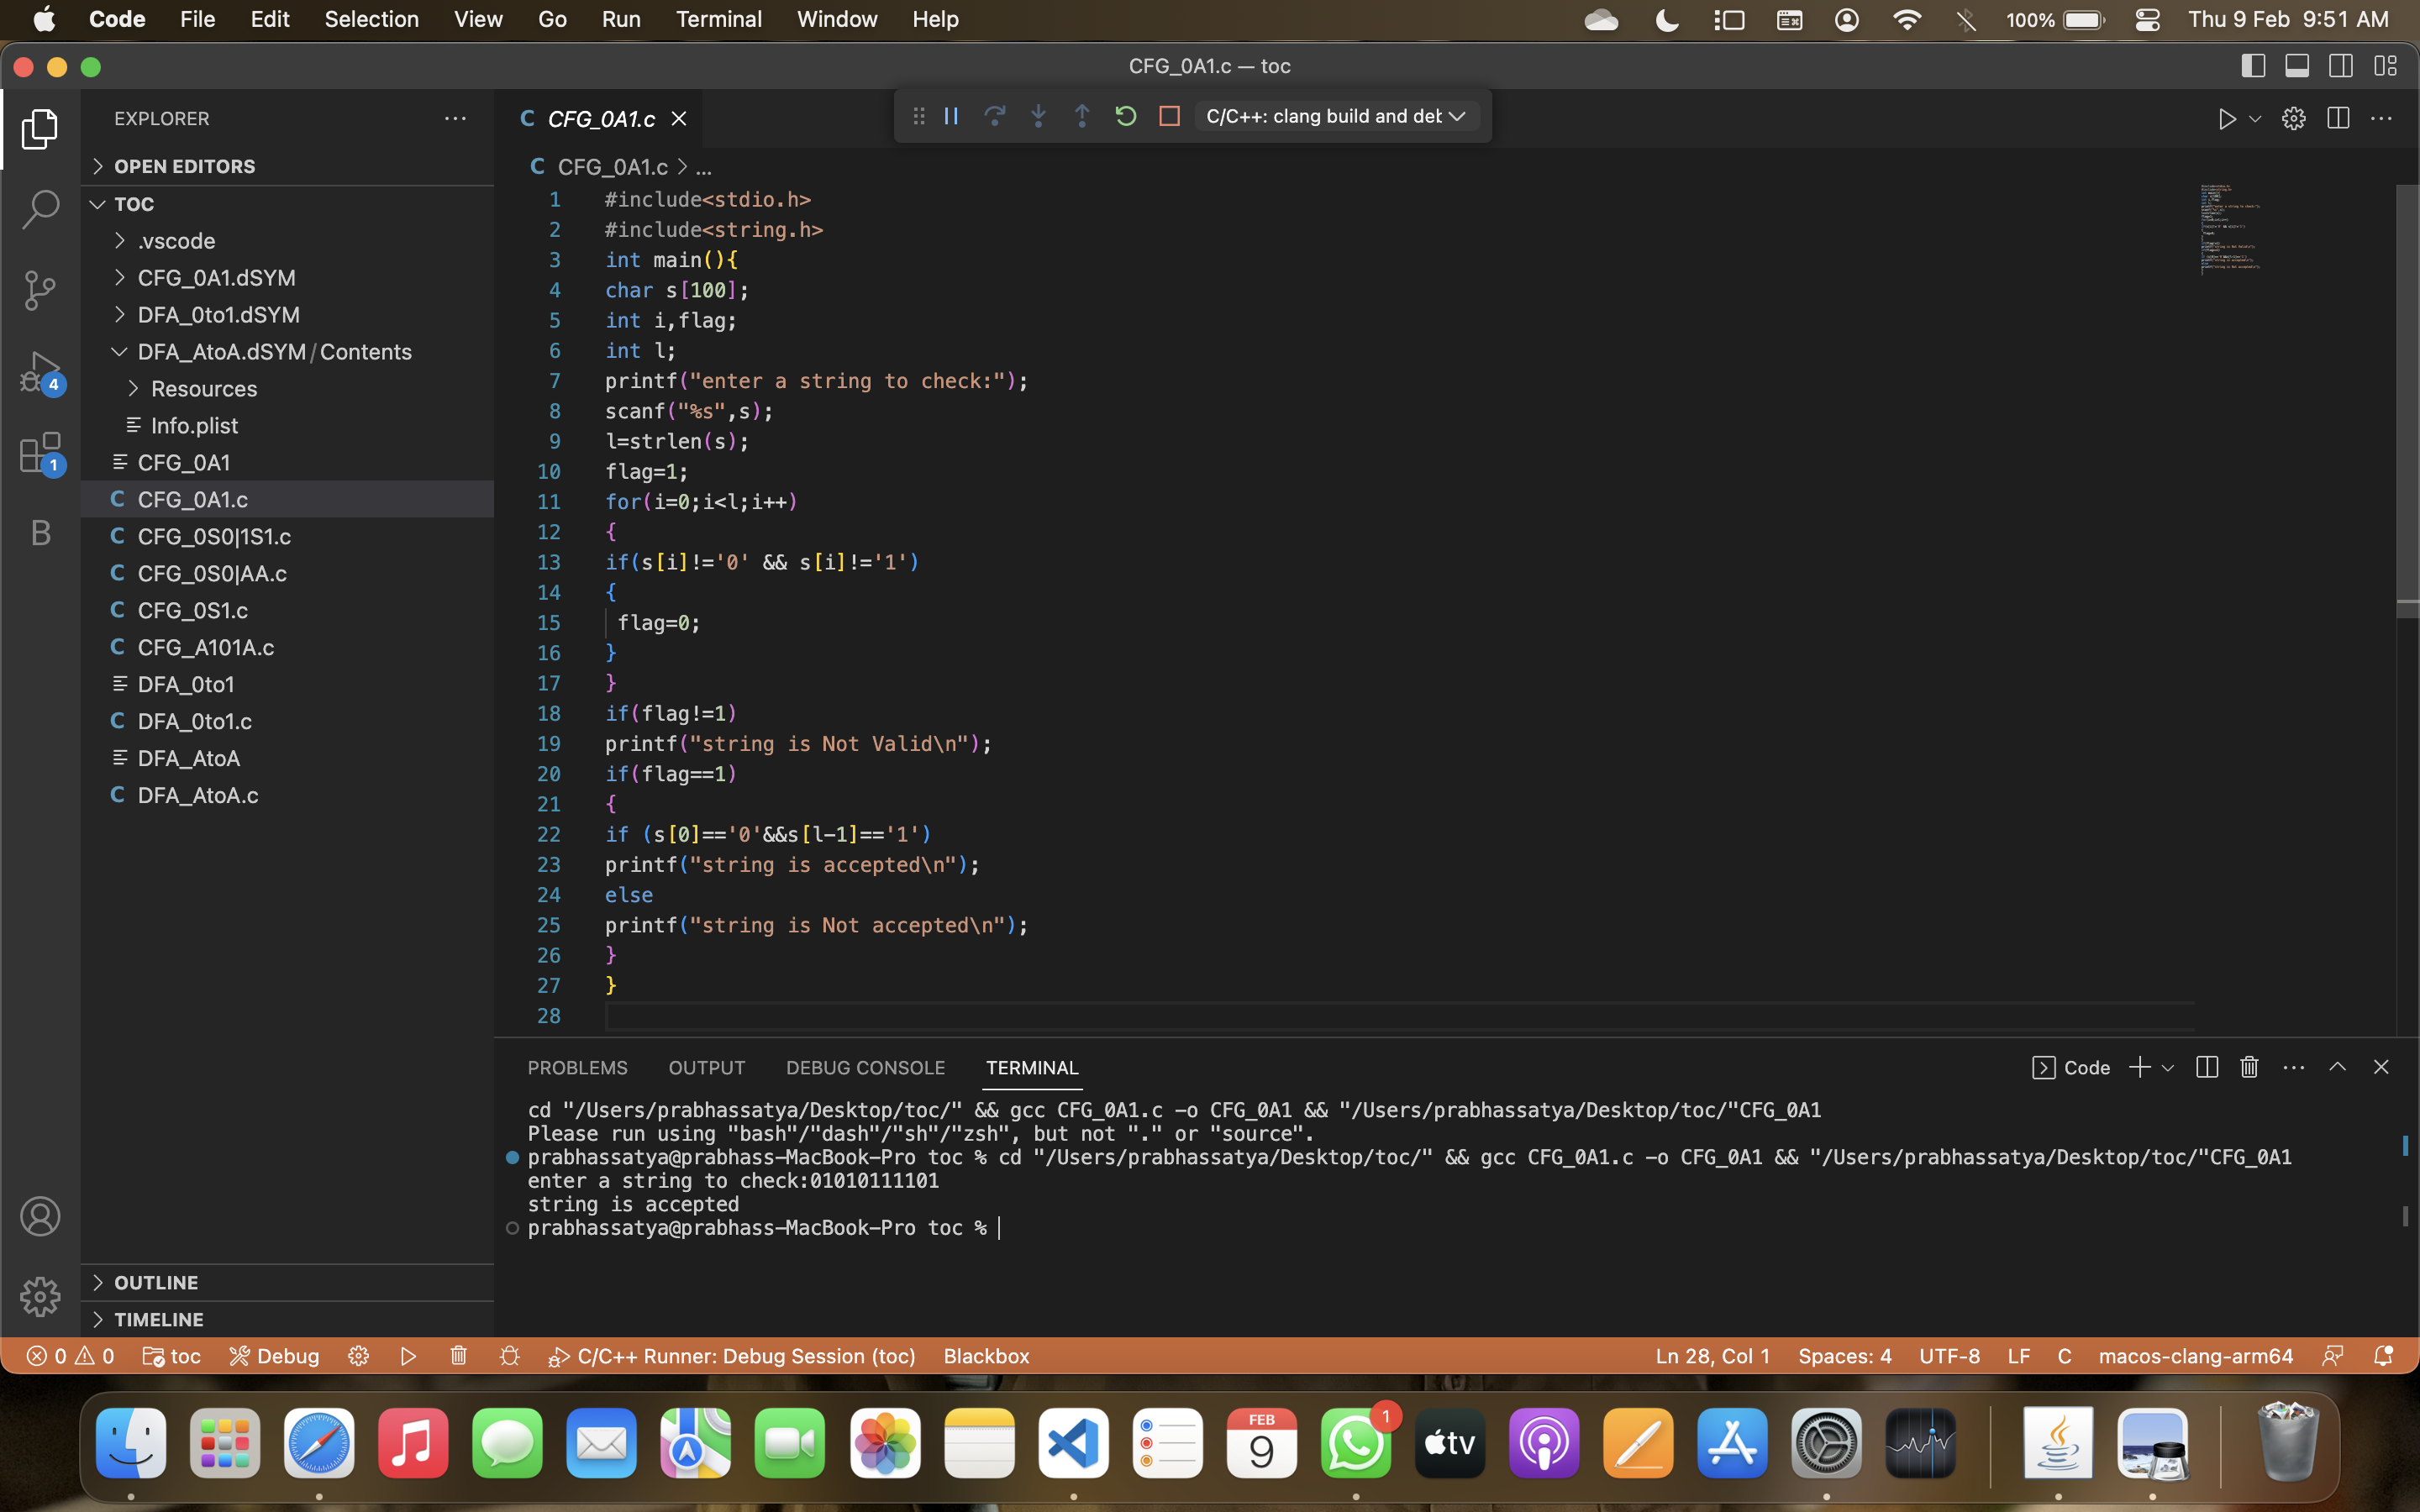 Code File Edit Selection View Go Run Terminal Window Help 100% Thu 9 Feb 9:51 AM
CFG_0A1.c — toc
EXPLORER
C CFG_0A1.c
C/C++: clang build and deb
OPEN EDITORS
C CFG_0A1.c > ...
TOC
.vscode
CFG_0A1.dSYM
DFA_0to1.dSYM
DFA_AtoA.dSYM/Contents
Resources
Info.plist
CFG_0A1
C CFG_0A1.c
C CFG_0S0|1S1.c
C CFG_0S0|AA.c
C CFG_0S1.c
C CFG_A101A.c
DFA_0to1
C DFA_0to1.c
DFA_AtoA
C DFA_AtoA.c
4
1
B
OUTLINE
TIMELINE
1 #include<stdio.h>
2 #include<string.h>
3 int main(){
4 char s[100];
5 int i,flag;
6 int l;
7 printf("enter a string to check:");
8 scanf("%s",s);
9 l=strlen(s);
10 flag=1;
11 for(i=0;i<l;i++)
12 {
13 if(s[i]!='0' && s[i]!='1')
14 {
15 flag=0;
16 }
17 }
18 if(flag!=1)
19 printf("string is Not Valid\n");
20 if(flag==1)
21 {
22 if (s[0]=='0'&&s[l-1]=='1')
23 printf("string is accepted\n");
24 else
25 printf("string is Not accepted\n");
26 }
27 }
28
PROBLEMS OUTPUT DEBUG CONSOLE TERMINAL Code
cd "/Users/prabhassatya/Desktop/toc/" && gcc CFG_0A1.c -o CFG_0A1 && "/Users/prabhassatya/Desktop/toc/"CFG_0A1
Please run using "bash"/"dash"/"sh"/"zsh", but not "." or "source".
prabhassatya@prabhass-MacBook-Pro toc % cd "/Users/prabhassatya/Desktop/toc/" && gcc CFG_0A1.c -o CFG_0A1 && "/Users/prabhassatya/Desktop/toc/"CFG_0A1
enter a string to check:01010111101
string is accepted
prabhassatya@prabhass-MacBook-Pro toc %
0 0 toc Debug C/C++ Runner: Debug Session (toc) Blackbox Ln 28, Col 1 Spaces: 4 UTF-8 LF C macos-clang-arm64
FEB
9
1
tv